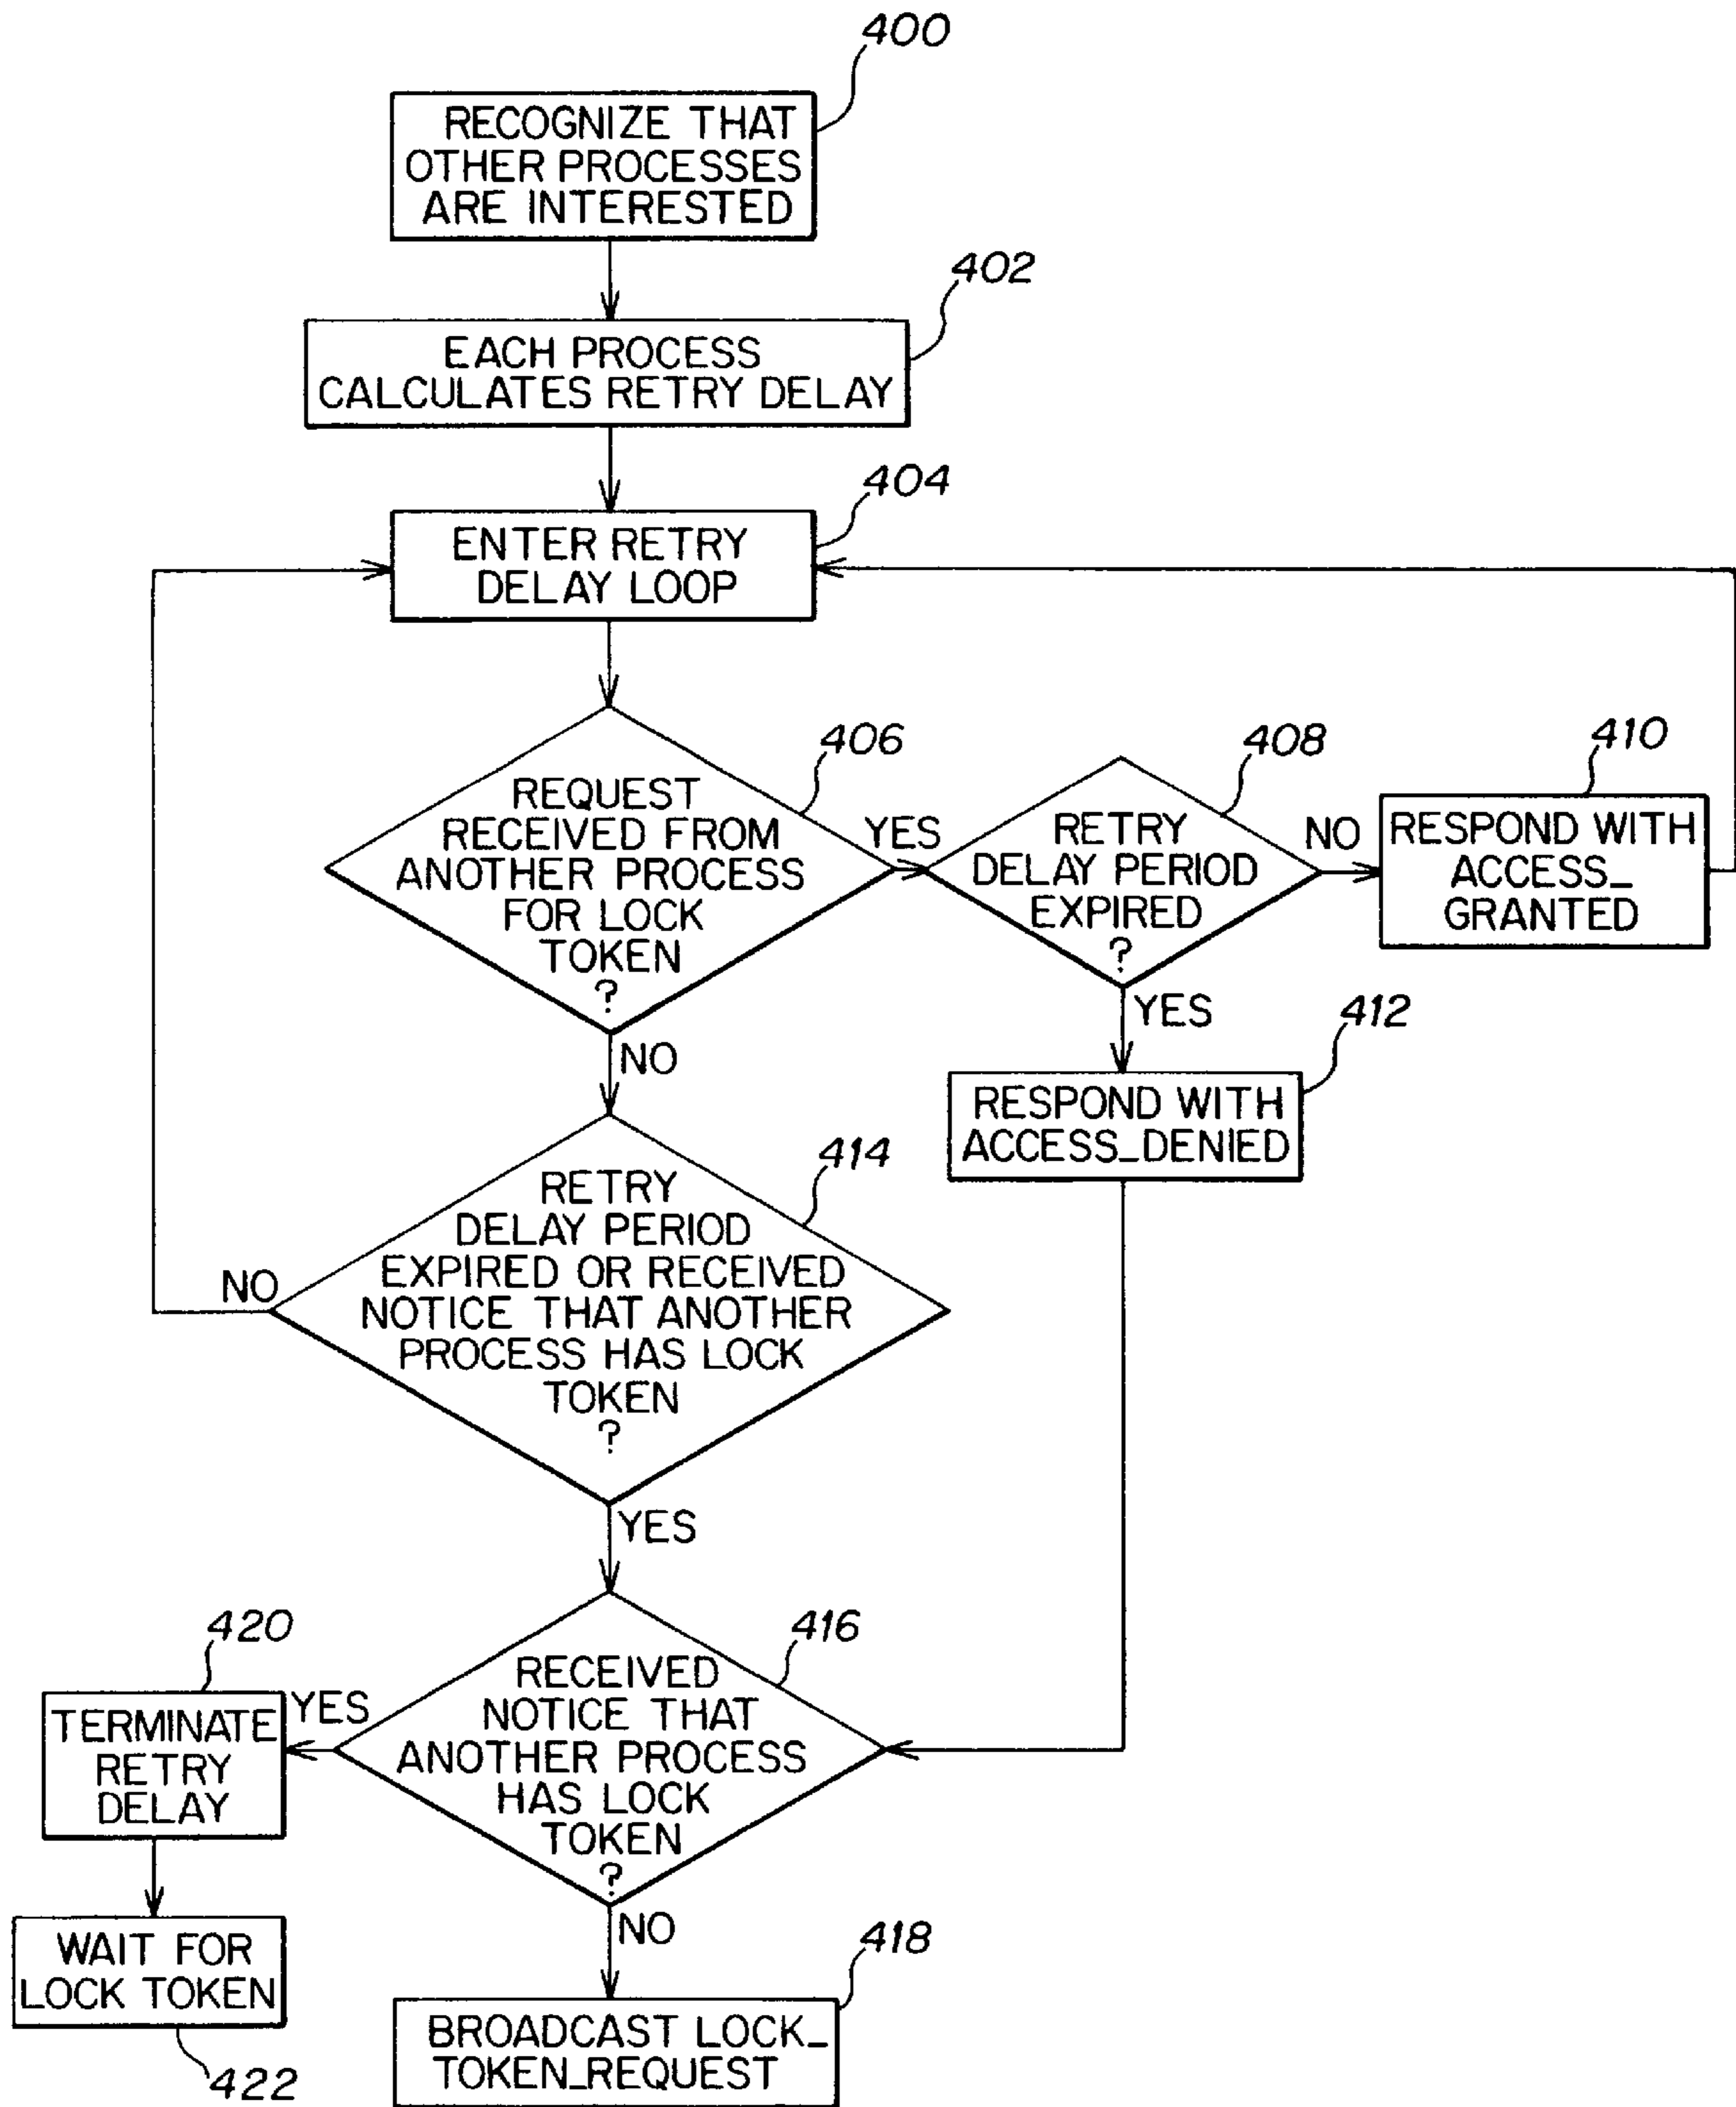 400
RECOGNIZE THAT
OTHER PROCESSES
ARE INTERESTED
402
EACH PROCESS
CALCULATES RETRY DELAY
404
ENTER RETRY
DELAY LOOP
406
REQUEST
RECEIVED FROM
ANOTHER PROCESS
FOR LOCK
TOKEN
?
YES
NO
408
RETRY
DELAY PERIOD
EXPIRED
?
NO
YES
410
RESPOND WITH
ACCESS_
GRANTED
412
RESPOND WITH
ACCESS_DENIED
414
RETRY
DELAY PERIOD
EXPIRED OR RECEIVED
NOTICE THAT ANOTHER
PROCESS HAS LOCK
TOKEN
?
NO
YES
416
RECEIVED
NOTICE THAT
ANOTHER PROCESS
HAS LOCK
TOKEN
?
YES
NO
420
TERMINATE
RETRY
DELAY
WAIT FOR
LOCK TOKEN
422
418
BROADCAST LOCK_
TOKEN_REQUEST